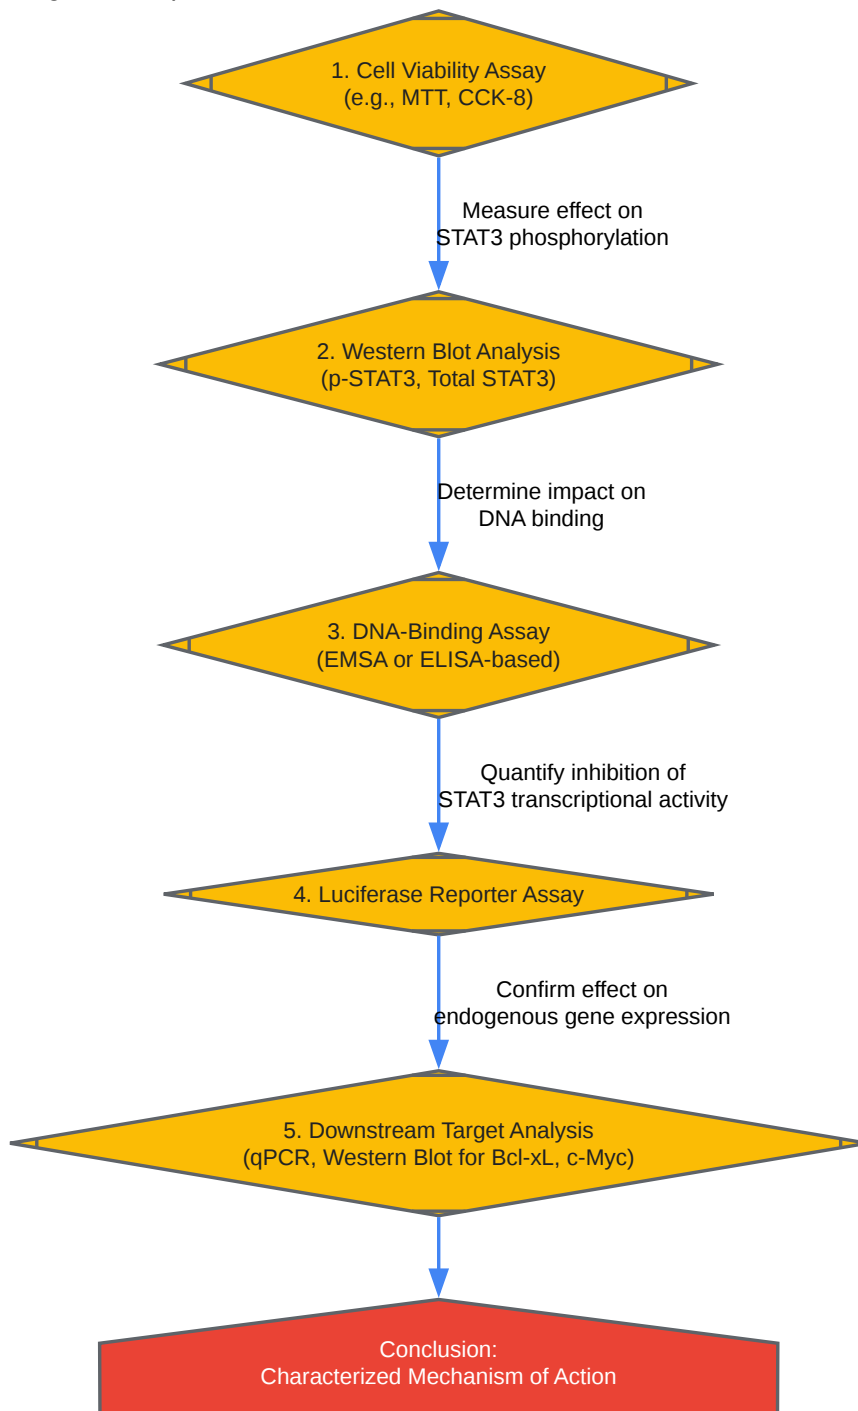 1. Cell Viability Assay
(e.g., MTT, CCK-8)
Measure effect on
STAT3 phosphorylation
2. Western Blot Analysis
(p-STAT3, Total STAT3)
Determine impact on
DNA binding
3. DNA-Binding Assay
(EMSA or ELISA-based)
Quantify inhibition of
STAT3 transcriptional activity
4. Luciferase Reporter Assay
Confirm effect on
endogenous gene expression
5. Downstream Target Analysis
(qPCR, Western Blot for Bcl-xL, c-Myc)
Conclusion:
Characterized Mechanism of Action